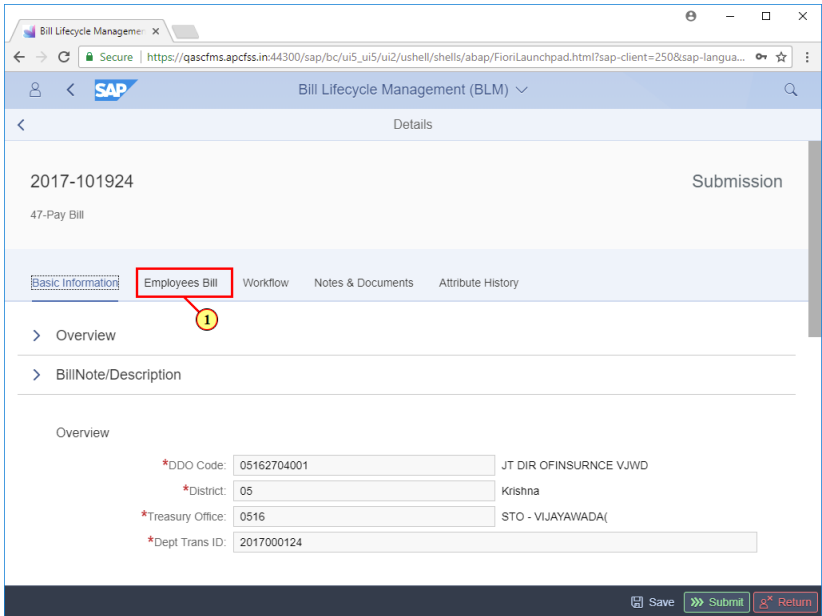 Bill Lifecycle Managemer
Secure | https://qascfms.apcfss.in:44300/sap/bc/ui5_ui5/ui2/ushell/shells/abap/FioriLaunchpad.html?sap-client=250&sap-langua...
SAP Bill Lifecycle Management (BLM)
Details
2017-101924 Submission
47-Pay Bill
Basic Information Employees Bill Workflow Notes & Documents Attribute History
1
Overview
BillNote/Description
Overview
*DDO Code: 05162704001 JT DIR OFINSURNCE VJWD
*District: 05 Krishna
*Treasury Office: 0516 STO - VIJAYAWADA(
*Dept Trans ID: 2017000124
Save Submit Return